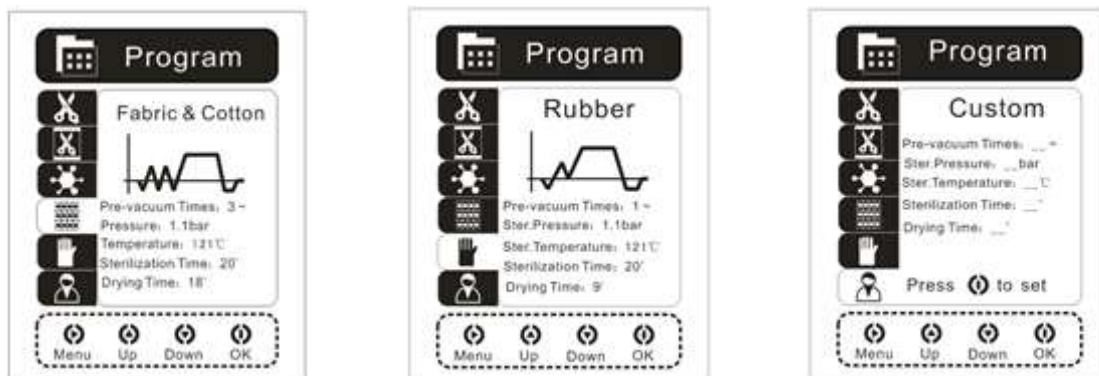 Program
Fabric & Cotton
Pre-vacuum Times: 3 ~
Pressure: 1.1bar
Temperature: 121℃
Sterilization Time: 20'
Drying Time: 18'
Menu Up Down OK
Program
Rubber
Pre-vacuum Times: 1 ~
Ster.Pressure: 1.1bar
Ster.Temperature: 121℃
Sterilization Time: 20'
Drying Time: 9'
Menu Up Down OK
Program
Custom
Pre-vacuum Times: __ ~
Ster.Pressure: __bar
Ster.Temperature: __℃
Sterilization Time: __'
Drying Time: __'
Press to set
Menu Up Down OK